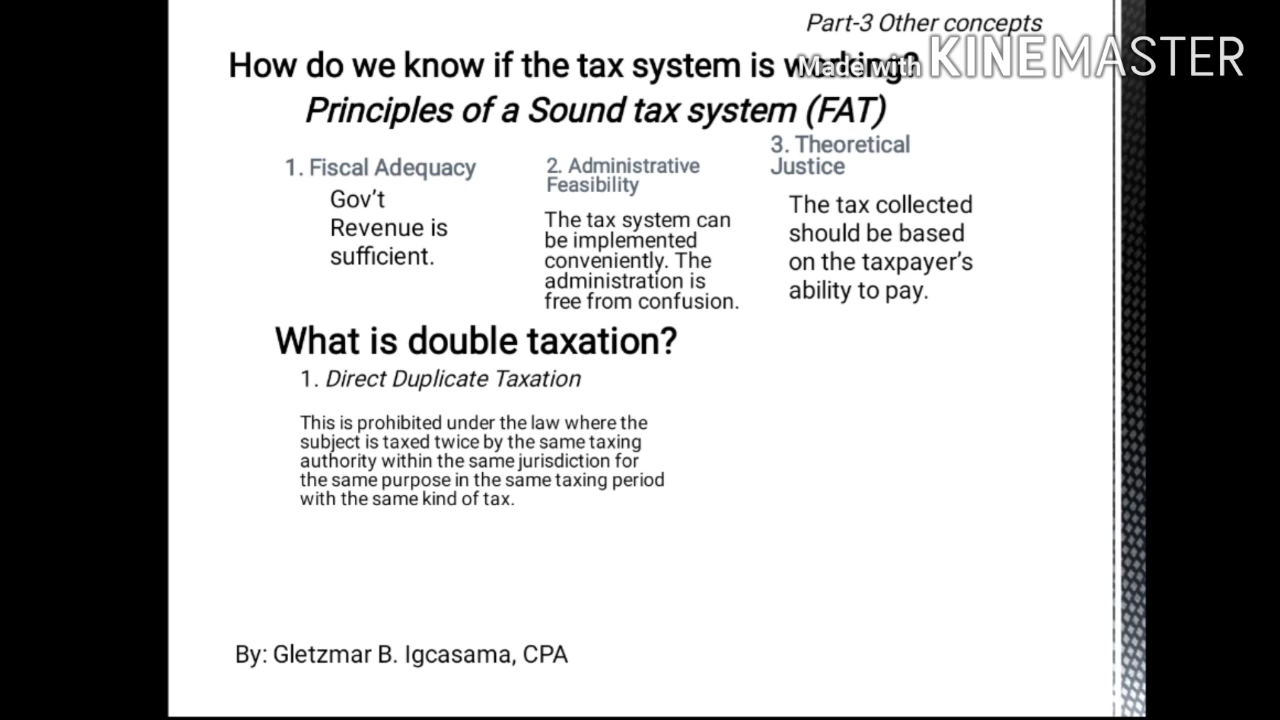 Part-3 Other concepts
Made with KINEMASTER
How do we know if the tax system is working?
Principles of a Sound tax system (FAT)
1. Fiscal Adequacy
Gov't
Revenue is
sufficient.
2. Administrative
Feasibility
The tax system can
be implemented
conveniently. The
administration is
free from confusion.
3. Theoretical
Justice
The tax collected
should be based
on the taxpayer's
ability to pay.
What is double taxation?
1. Direct Duplicate Taxation
This is prohibited under the law where the
subject is taxed twice by the same taxing
authority within the same jurisdiction for
the same purpose in the same taxing period
with the same kind of tax.
By: Gletzmar B. Igcasama, CPA